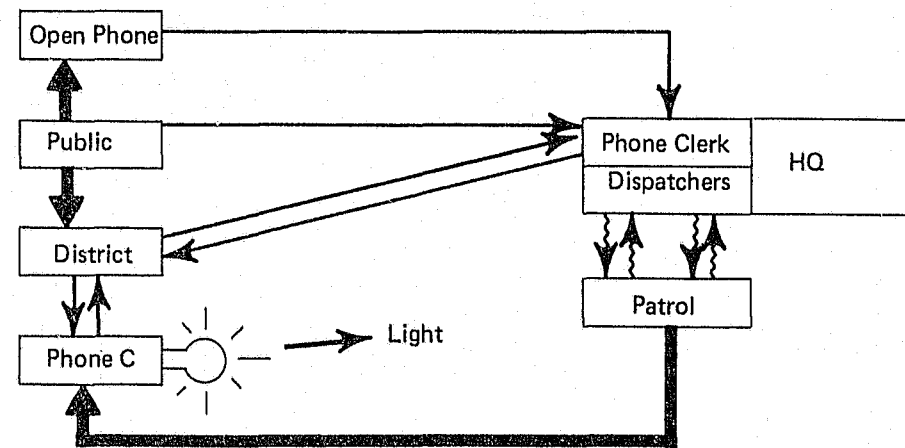 Open Phone
Public
Phone Clerk
HQ
Dispatchers
District
Patrol
Phone C
Light